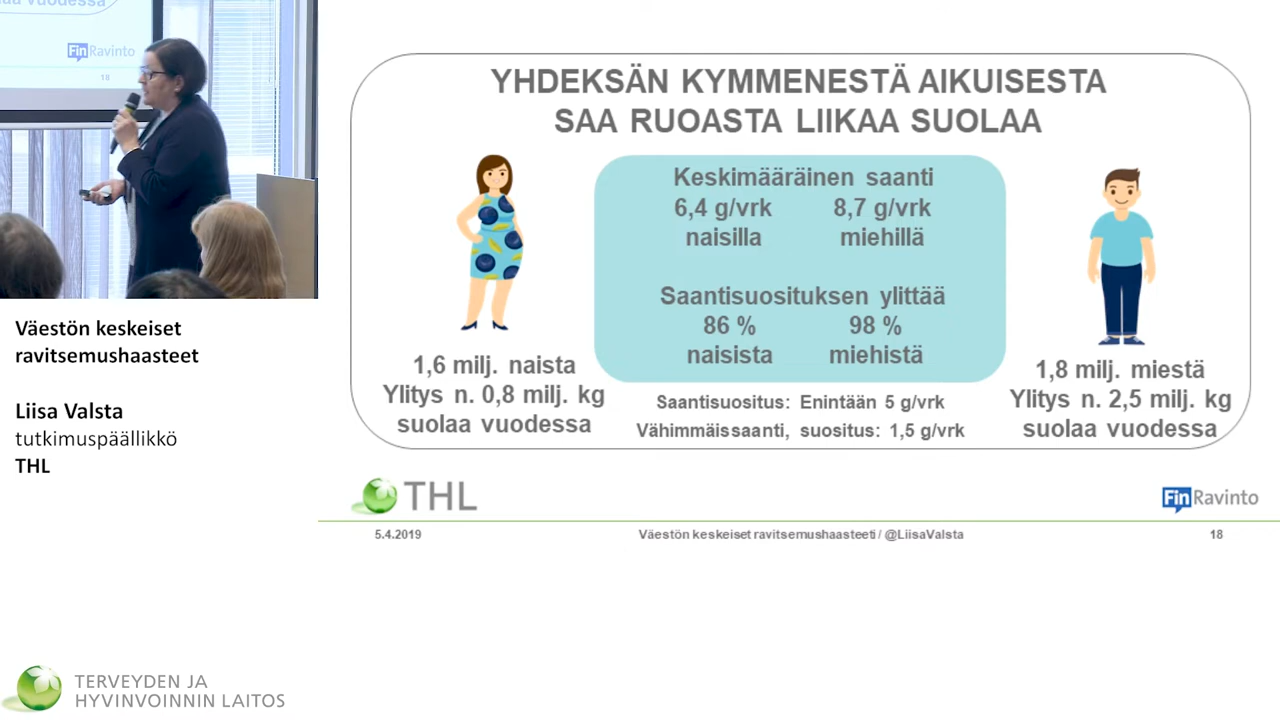 aa vuodessa
FinRavinto
18
Väestön keskeiset
ravitsemushaasteet
Liisa Valsta
tutkimuspäällikkö
THL
YHDEKSÄN KYMMENESTÄ AIKUISESTA
SAA RUOASTA LIIKAA SUOLAA
Keskimääräinen saanti
6,4 g/vrk 8,7 g/vrk
naisilla miehillä
Saantisuosituksen ylittää
86 % 98 %
naisista miehistä
1,6 milj. naista
Ylitys n. 0,8 milj. kg
suolaa vuodessa
Saantisuositus: Enintään 5 g/vrk
Vähimmäissaanti, suositus: 1,5 g/vrk
1,8 milj. miestä
Ylitys n. 2,5 milj. kg
suolaa vuodessa
THL
FinRavinto
5.4.2019
Väestön keskeiset ravitsemushaasteeti / @LiisaValsta
18
TERVEYDEN JA
HYVINVOINNIN LAITOS